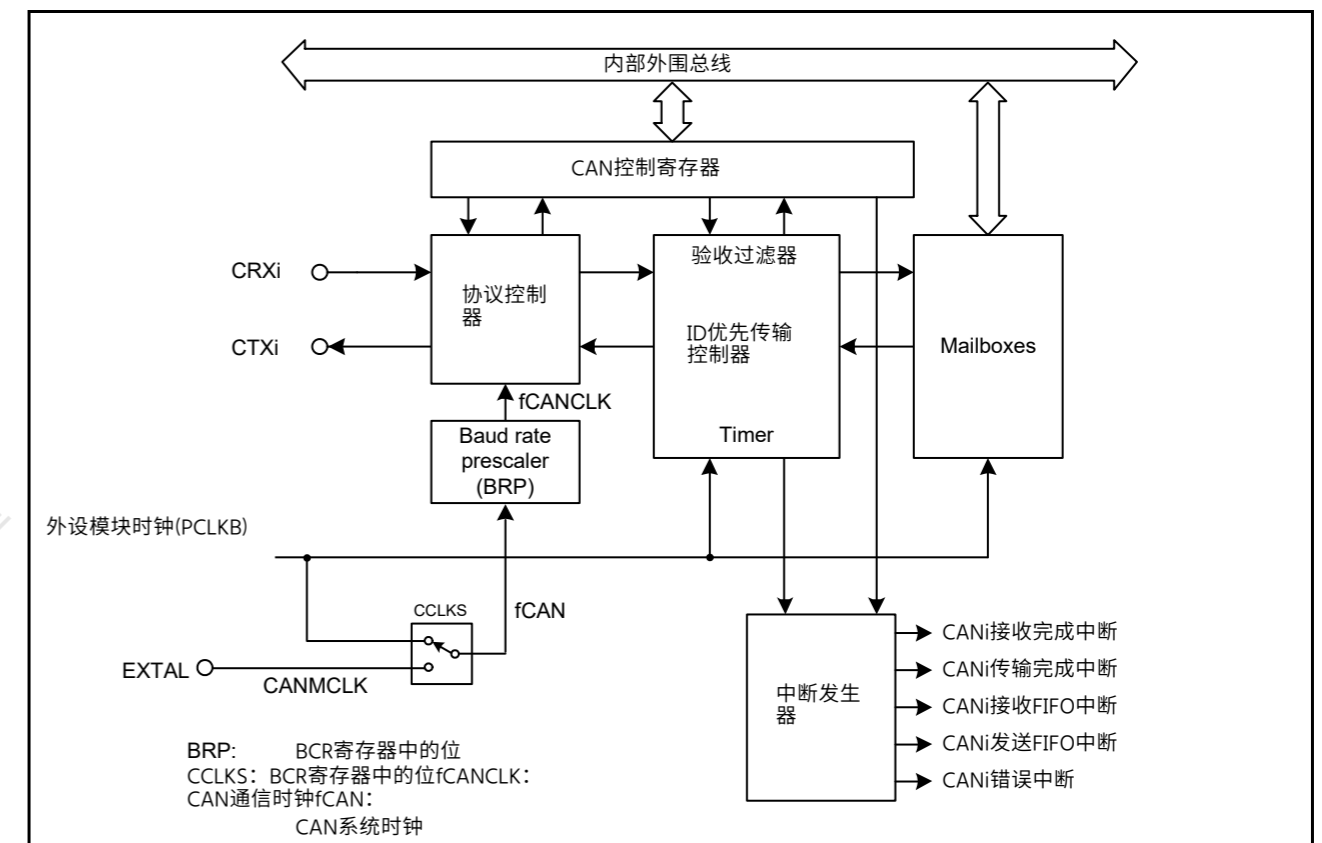 内部外围总线
CAN控制寄存器
CRXi
CTXi
协议控制
器
验收过滤器
ID优先传输
控制器
Timer
Mailboxes
fCANCLK
Baud rate
prescaler
(BRP)
外设模块时钟(PCLKB)
CCLKS
fCAN
EXTAL
CANMCLK
中断发生
器
CANi接收完成中断
CANi传输完成中断
CANi接收FIFO中断
CANi发送FIFO中断
CANi错误中断
BRP: BCR寄存器中的位
CCLKS：BCR寄存器中的位fCANCLK：
CAN通信时钟fCAN：
CAN系统时钟